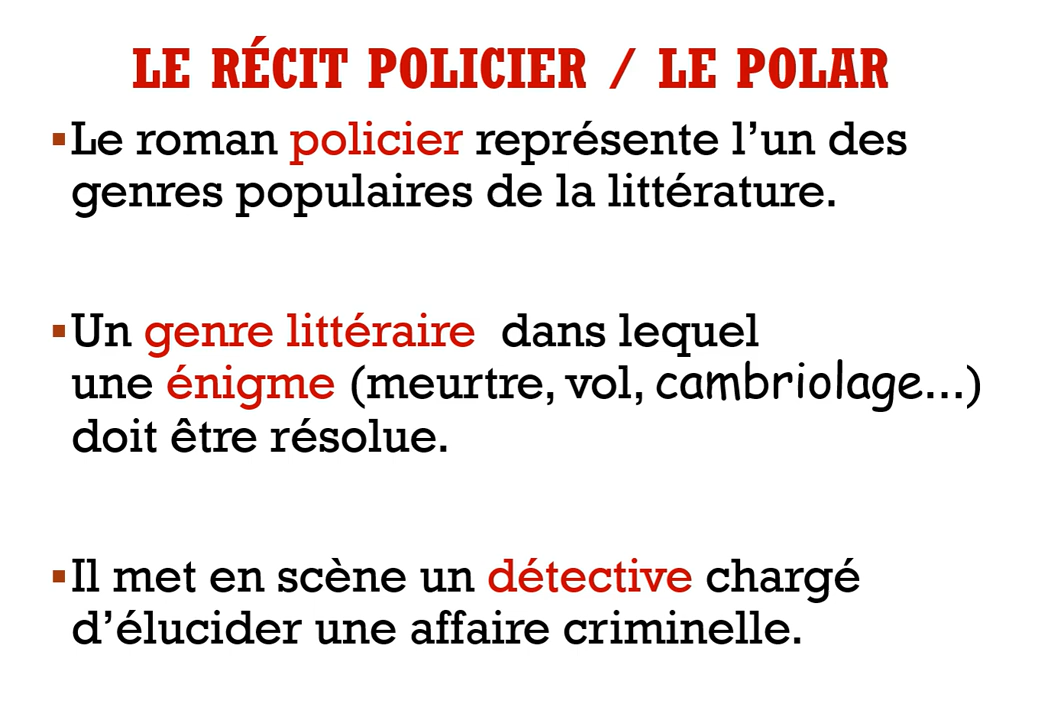 LE RÉCIT POLICIER / LE POLAR
▪Le roman policier représente l’un des
genres populaires de la littérature.
▪Un genre littéraire dans lequel
une énigme (meurtre, vol, cambriolage...)
doit être résolue.
▪Il met en scène un détective chargé
d’élucider une affaire criminelle.